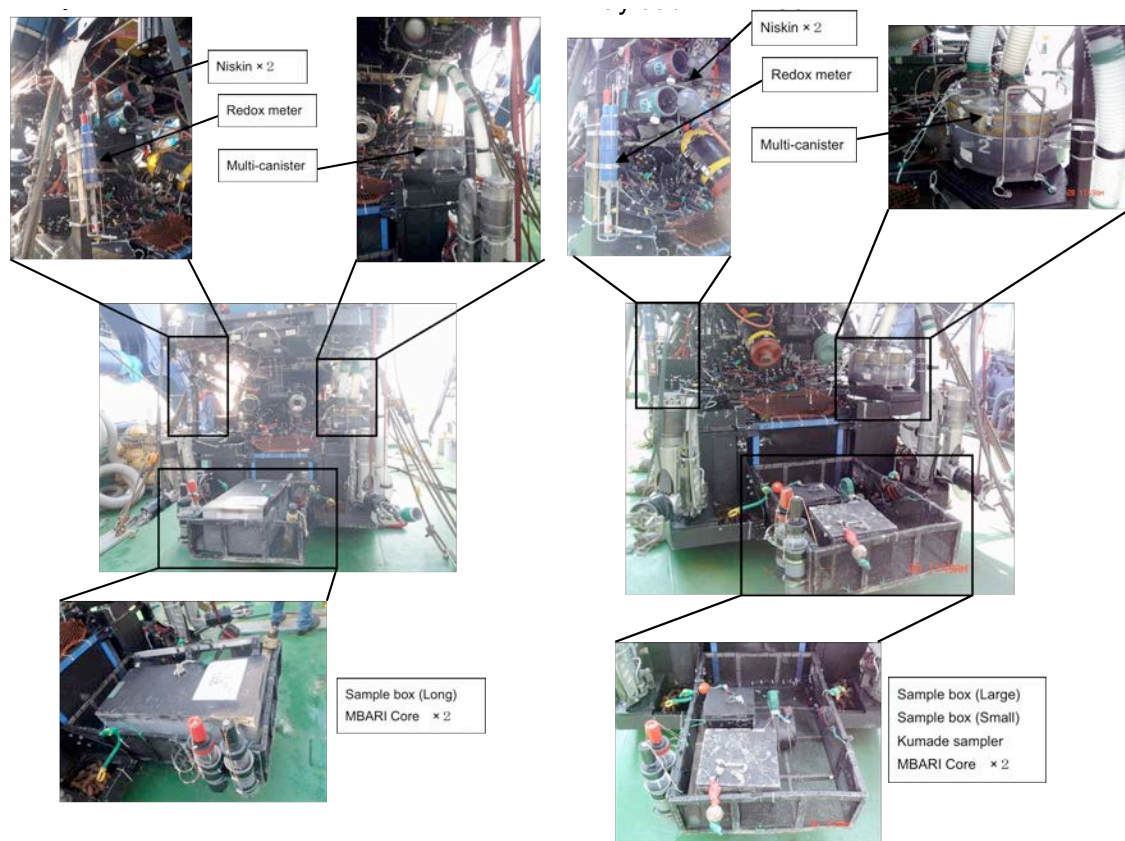 Niskin × 2
Redox meter
Multi-canister
Niskin × 2
Redox meter
Multi-canister
2
Sample box (Long)
MBARI Core × 2
Sample box (Large)
Sample box (Small)
Kumade sampler
MBARI Core × 2